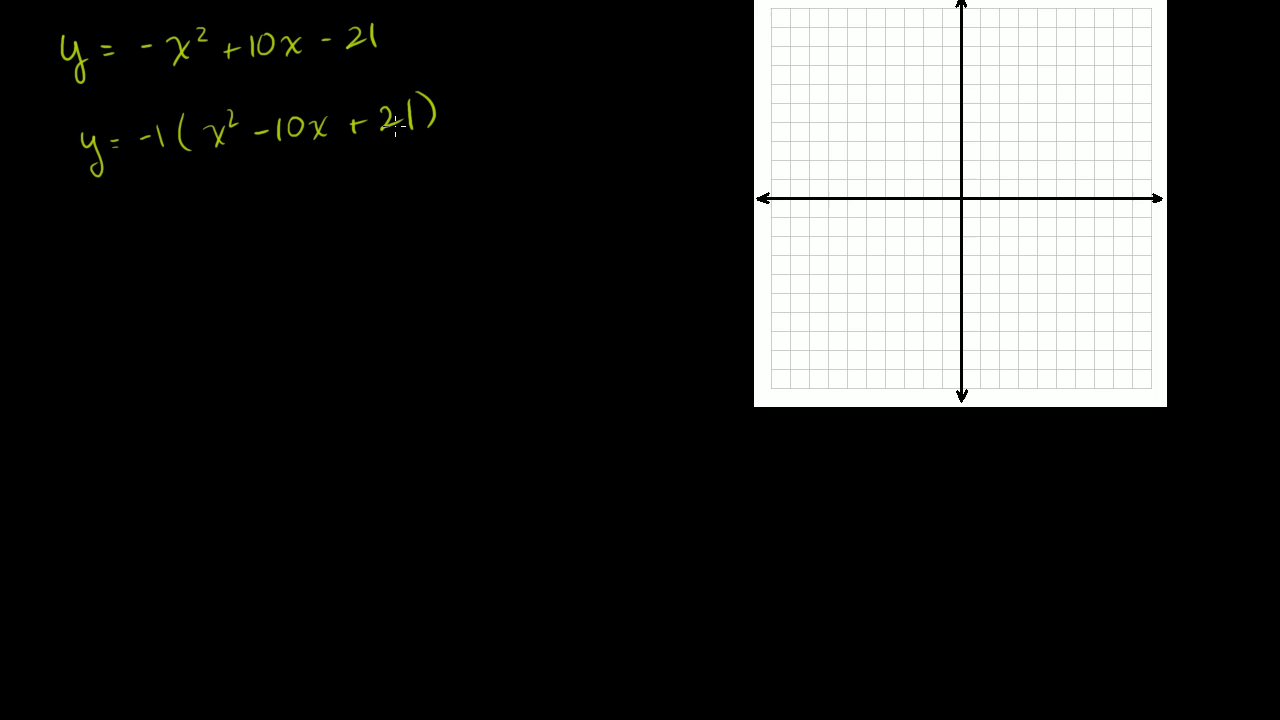 y = -x² + 10x - 21
y = -1(x² - 10x + 21)